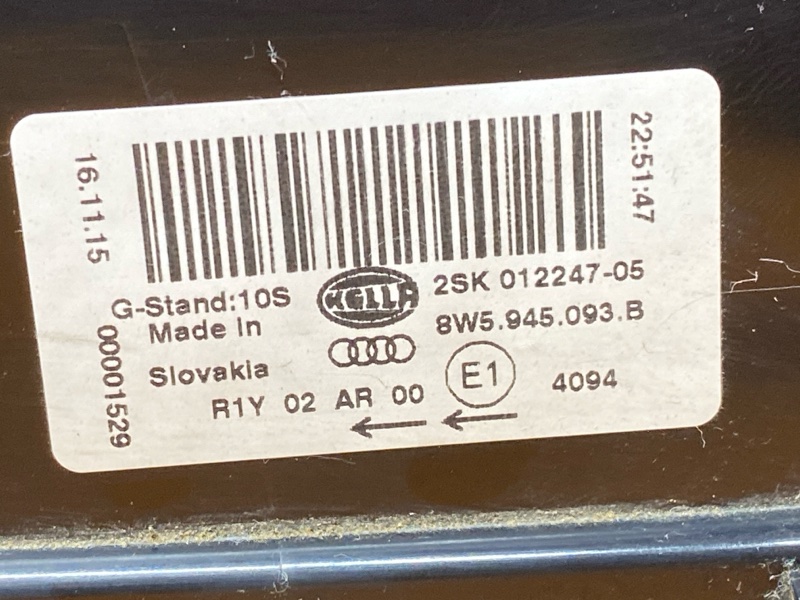 16.11.15
22:51:47
G-Stand:10S
HELLA
2SK 012247-05
Made in
8W5.945.093.B
Slovakia
E1
4094
R1Y 02 AR 00
00001529